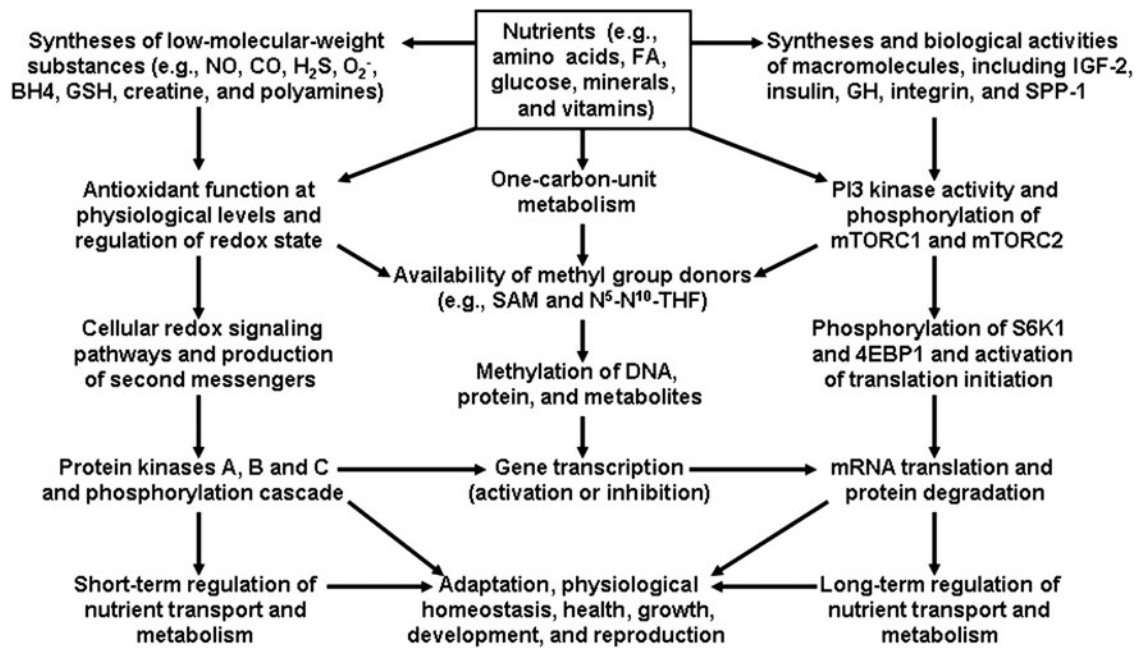 Syntheses of low-molecular-weight
substances (e.g., NO, CO, H₂S, O₂⁻,
BH4, GSH, creatine, and polyamines)
Nutrients (e.g.,
amino acids, FA,
glucose, minerals,
and vitamins)
Syntheses and biological activities
of macromolecules, including IGF-2,
insulin, GH, integrin, and SPP-1
Antioxidant function at
physiological levels and
regulation of redox state
One-carbon-unit
metabolism
PI3 kinase activity and
phosphorylation of
mTORC1 and mTORC2
Availability of methyl group donors
(e.g., SAM and N⁵-N¹⁰-THF)
Cellular redox signaling
pathways and production
of second messengers
Methylation of DNA,
protein, and metabolites
Phosphorylation of S6K1
and 4EBP1 and activation
of translation initiation
Protein kinases A, B and C
and phosphorylation cascade
Gene transcription
(activation or inhibition)
mRNA translation and
protein degradation
Short-term regulation of
nutrient transport and
metabolism
Adaptation, physiological
homeostasis, health, growth,
development, and reproduction
Long-term regulation of
nutrient transport and
metabolism